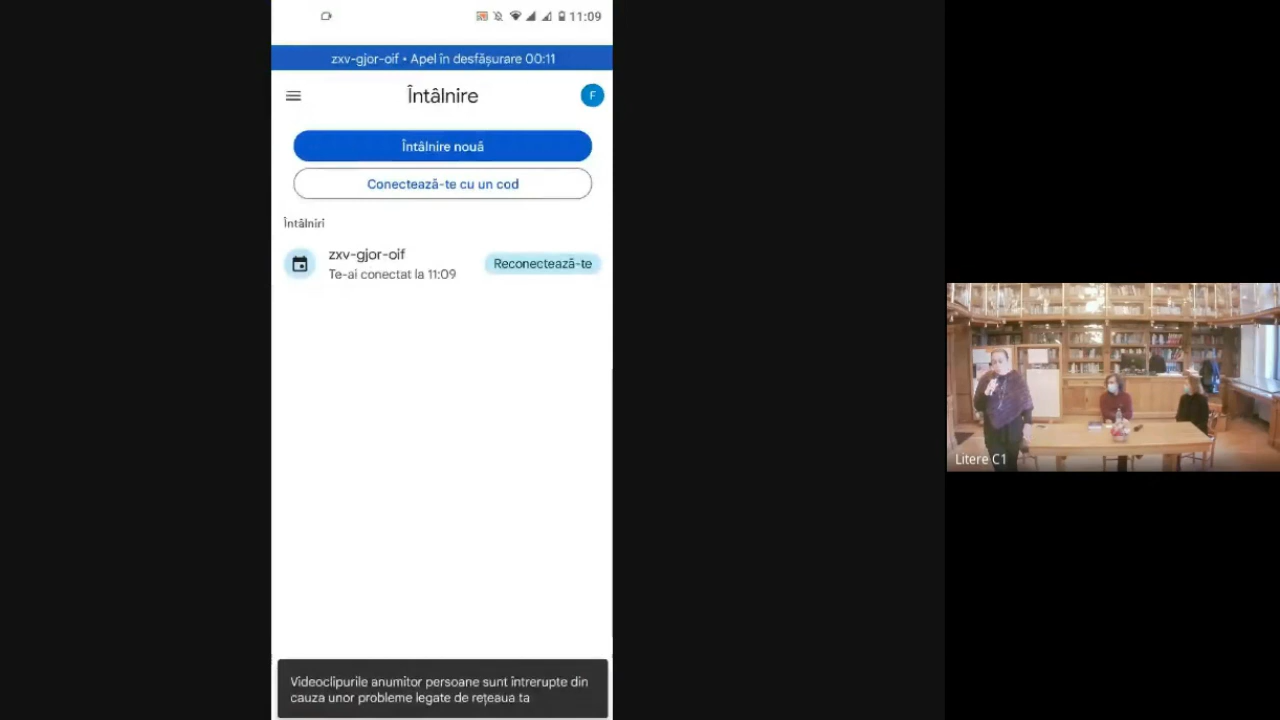 11:09
zxv-gjor-oif • Apel în desfășurare 00:11
Întâlnire
F
Întâlnire nouă
Conectează-te cu un cod
Întâlniri
zxv-gjor-oif
Te-ai conectat la 11:09
Reconectează-te
Videoclipurile anumitor persoane sunt întrerupte din
cauza unor probleme legate de rețeaua ta
Litere C1